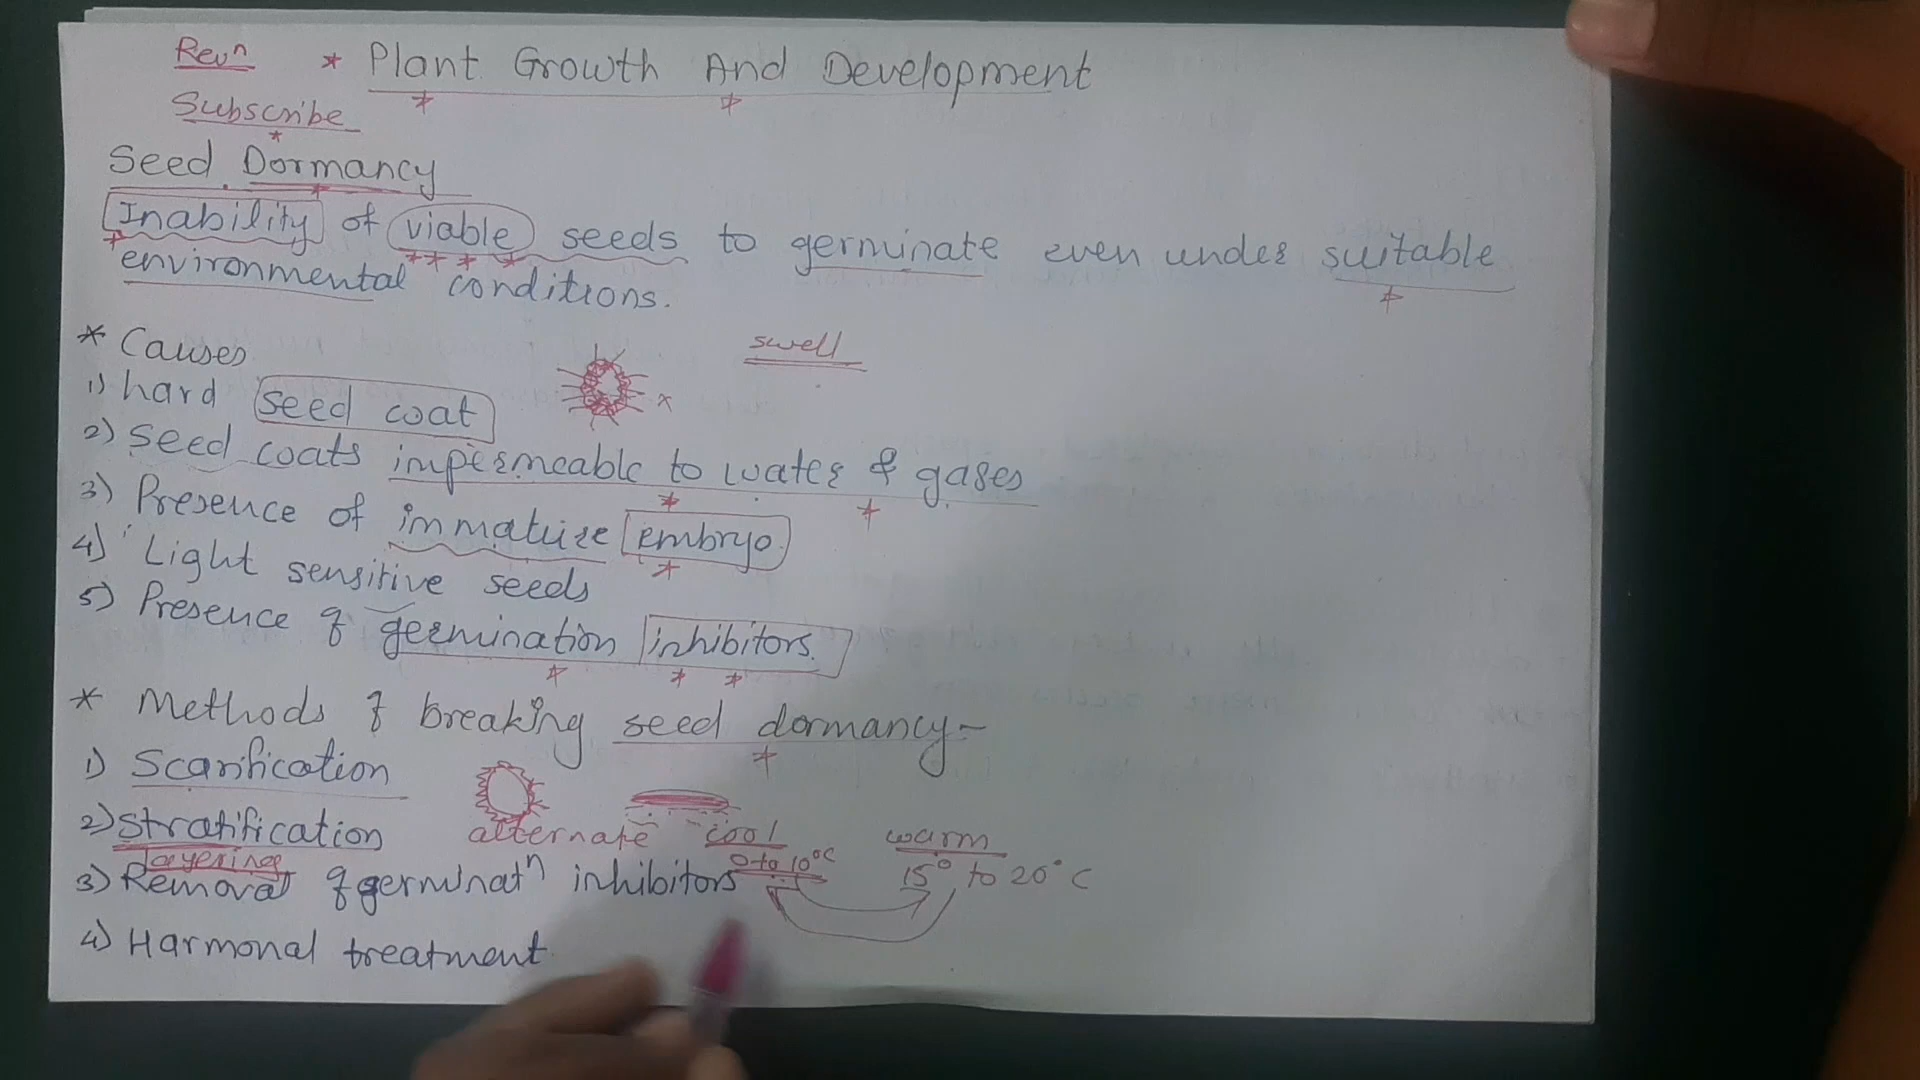 Revⁿ * Plant Growth And Development
Subscribe
Seed Dormancy
Inability of viable seeds to germinate even under suitable
environmental conditions.
* Causes
swell
1) hard seed coat
2) Seed coats impermeable to water & gases
3) Presence of immature embryo
4) Light sensitive seeds
5) Presence of germination inhibitors.
* Methods of breaking seed dormancy-
1) Scarification
2) Stratification alternate cool warm
layering 0 to 10°C 15° to 20°C
3) Removal of germinatⁿ inhibitors
4) Harmonal treatment